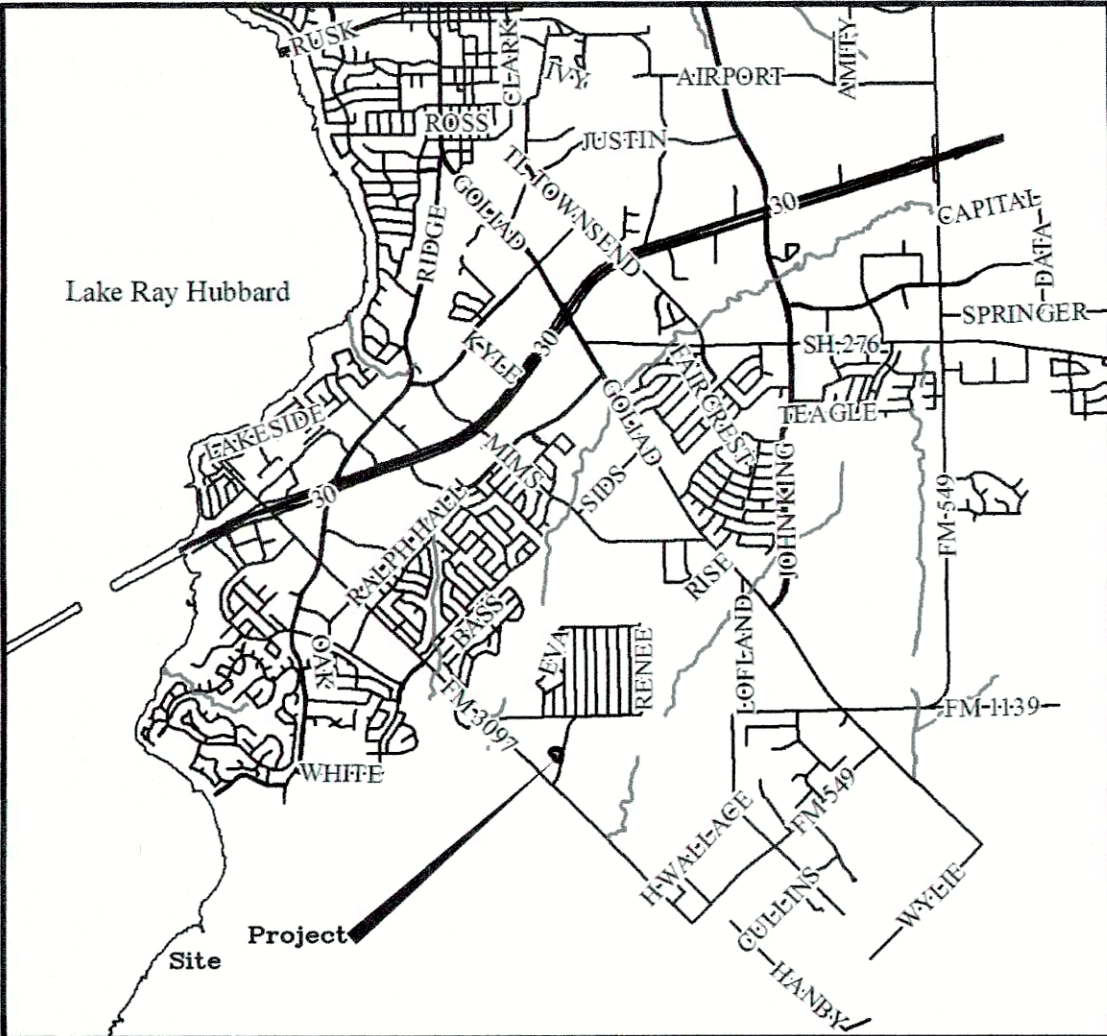 RUSK
CLARK
IVY
AIRPORT
AMITY
ROSS
JUSTIN
TL TOWNSEND
GOLIAD
RIDGE
30
CAPITAL
DATA
Lake Ray Hubbard
SPRINGER
KYLE
30
SH 276
FAIRCREST
GOLIAD
TEAGLE
LAKESIDE
MIMS
SIDS
JOHN KING
FM-549
30
RALPH HALL
RISE
BASS
OAK
EVA
RENEE
LOFLAND
FM-3097
FM-1139
WHITE
H WALLACE
FM-549
CULLINS
WYLIE
HANBY
Project
Site